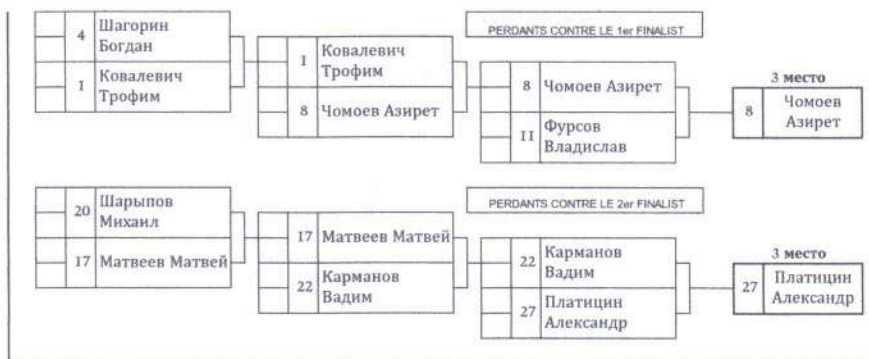 4 Шагорин
Богдан
1 Ковалевич
Трофим
1 Ковалевич
Трофим
8 Чомоев Азирет
PERDANTS CONTRE LE 1er FINALIST
8 Чомоев Азирет
11 Фурсов
Владислав
3 место
8 Чомоев
Азирет
20 Шарыпов
Михаил
17 Матвеев Матвей
17 Матвеев Матвей
22 Карманов
Вадим
PERDANTS CONTRE LE 2er FINALIST
22 Карманов
Вадим
27 Платицин
Александр
3 место
27 Платицин
Александр